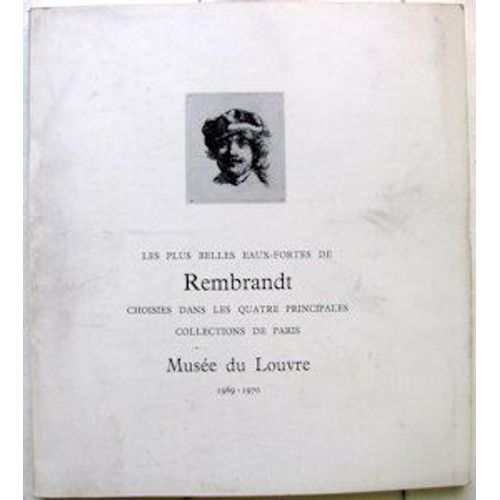 LES PLUS BELLES EAUX-FORTES DE
Rembrandt
CHOISIES DANS LES QUATRE PRINCIPALES
COLLECTIONS DE PARIS
Musée du Louvre
1969-1970